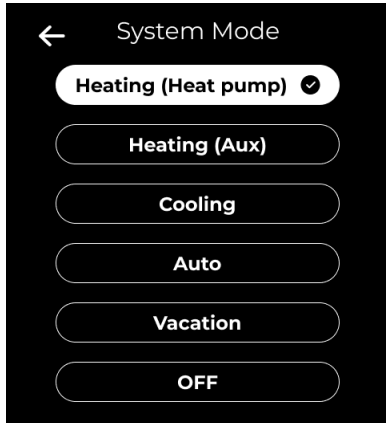 System Mode
Heating (Heat pump)
Heating (Aux)
Cooling
Auto
Vacation
OFF